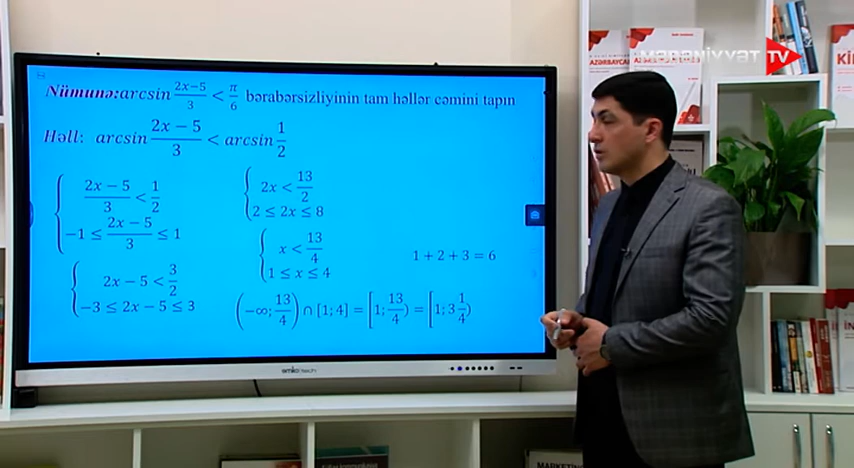 MƏDƏNİYYƏT TV
Nümunə: arcsin (2x−5)/3 < π/6 bərabərsizliyinin tam həllər cəmini tapın
Həll: arcsin (2x − 5)/3 < arcsin 1/2
{ (2x − 5)/3 < 1/2
−1 ≤ (2x − 5)/3 ≤ 1
{ 2x − 5 < 3/2
−3 ≤ 2x − 5 ≤ 3
{ 2x < 13/2
2 ≤ 2x ≤ 8
{ x < 13/4
1 ≤ x ≤ 4
(−∞; 13/4) ∩ [1; 4] = [1; 13/4) = [1; 3 1/4)
1 + 2 + 3 = 6